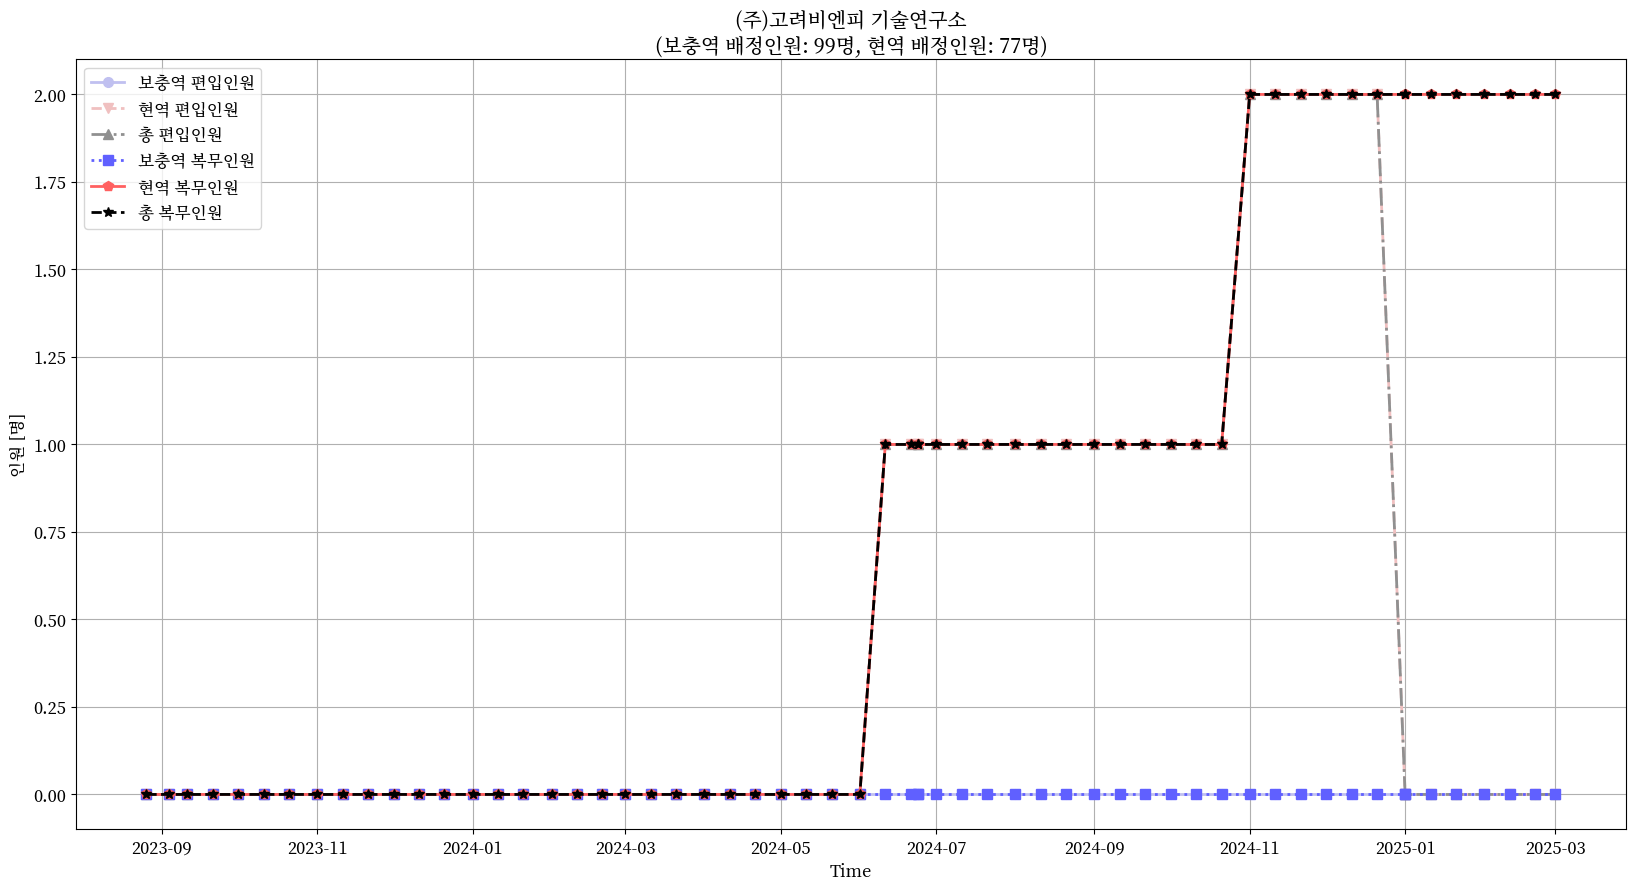 (주)고려비엔피 기술연구소
(보충역 배정인원: 99명, 현역 배정인원: 77명)
보충역 편입인원
현역 편입인원
총 편입인원
보충역 복무인원
현역 복무인원
총 복무인원
2.00
1.75
1.50
1.25
1.00
0.75
0.50
0.25
0.00
인원 [명]
2023-09 2023-11 2024-01 2024-03 2024-05 2024-07 2024-09 2024-11 2025-01 2025-03
Time